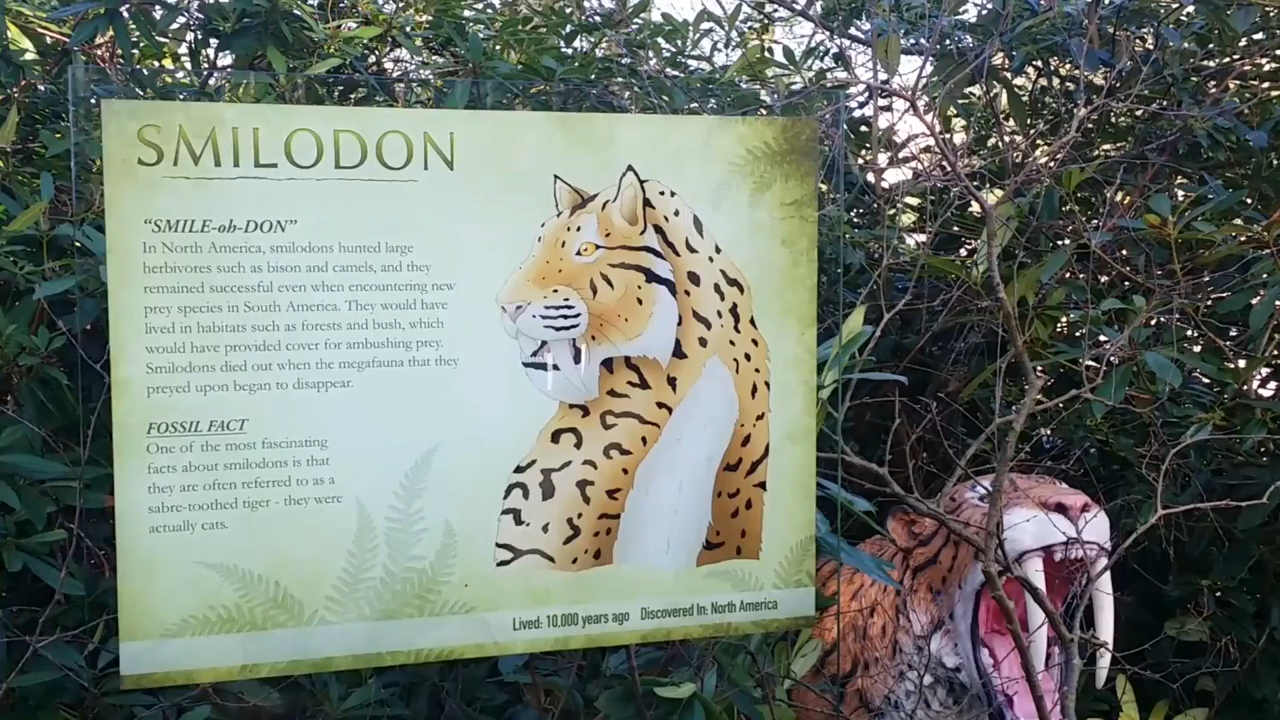 SMILODON
“SMILE-oh-DON”
In North America, smilodons hunted large
herbivores such as bison and camels, and they
remained successful even when encountering new
prey species in South America. They would have
lived in habitats such as forests and bush, which
would have provided cover for ambushing prey.
Smilodons died out when the megafauna that they
preyed upon began to disappear.
FOSSIL FACT
One of the most fascinating
facts about smilodons is that
they are often referred to as a
sabre-toothed tiger - they were
actually cats.
Lived: 10,000 years ago Discovered In: North America